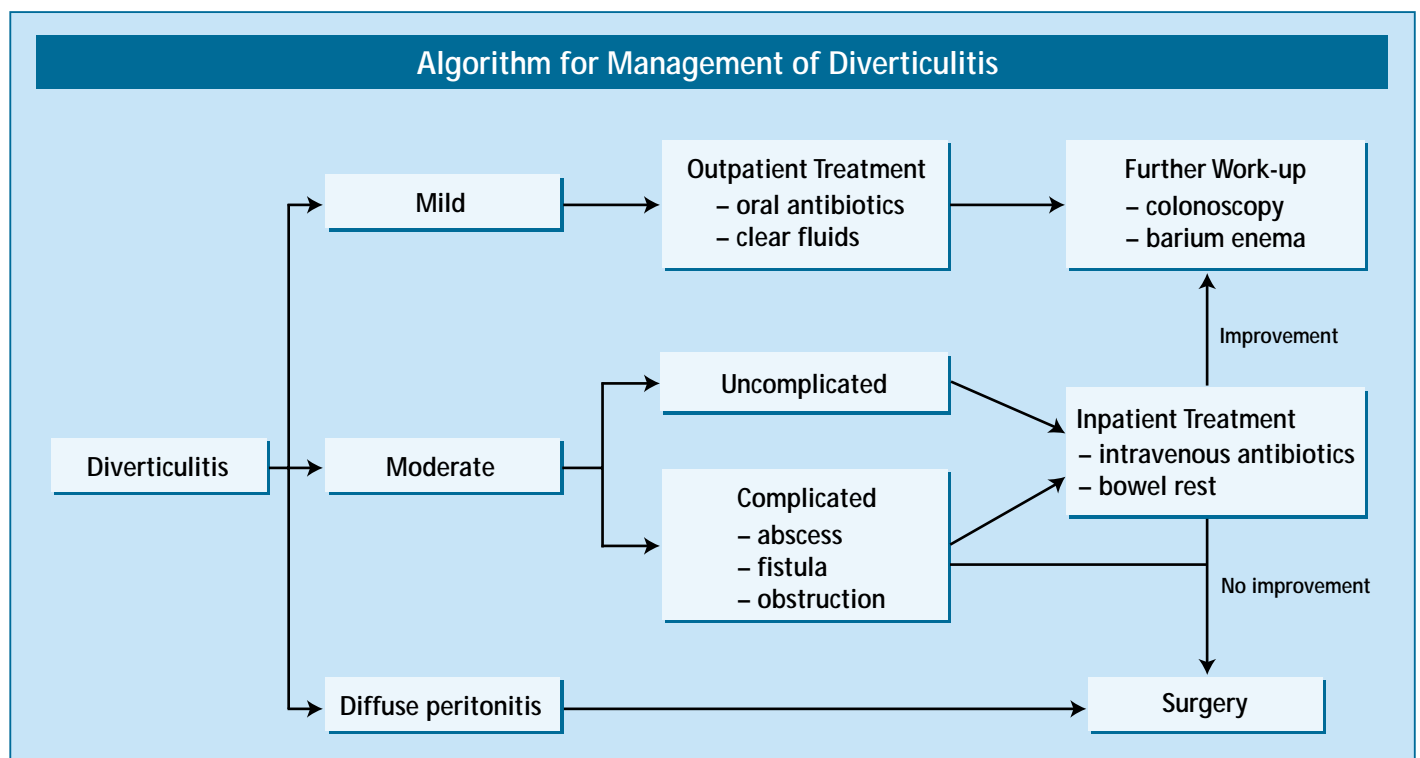 Algorithm for Management of Diverticulitis
Mild
Outpatient Treatment
– oral antibiotics
– clear fluids
Further Work-up
– colonoscopy
– barium enema
Improvement
Uncomplicated
Inpatient Treatment
– intravenous antibiotics
– bowel rest
Diverticulitis
Moderate
Complicated
– abscess
– fistula
– obstruction
No improvement
Diffuse peritonitis
Surgery